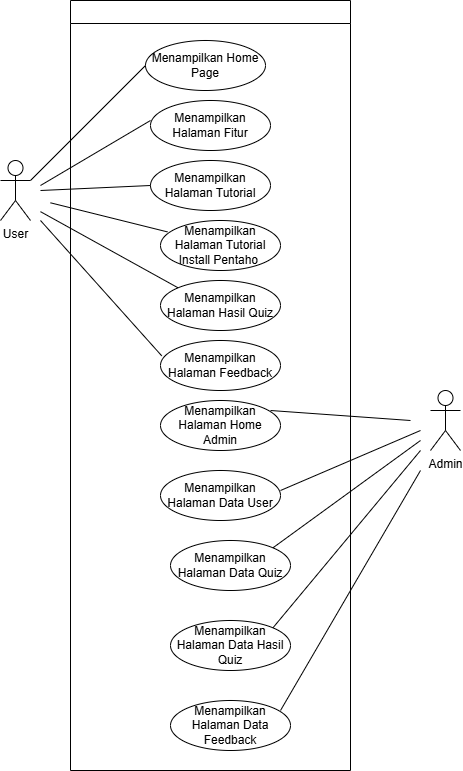 Menampilkan Home
Page
Menampilkan
Halaman Fitur
Menampilkan
Halaman Tutorial
User
Menampilkan
Halaman Tutorial
Install Pentaho
Menampilkan
Halaman Hasil Quiz
Menampilkan
Halaman Feedback
Menampilkan
Halaman Home
Admin
Admin
Menampilkan
Halaman Data User
Menampilkan
Halaman Data Quiz
Menampilkan
Halaman Data Hasil
Quiz
Menampilkan
Halaman Data
Feedback